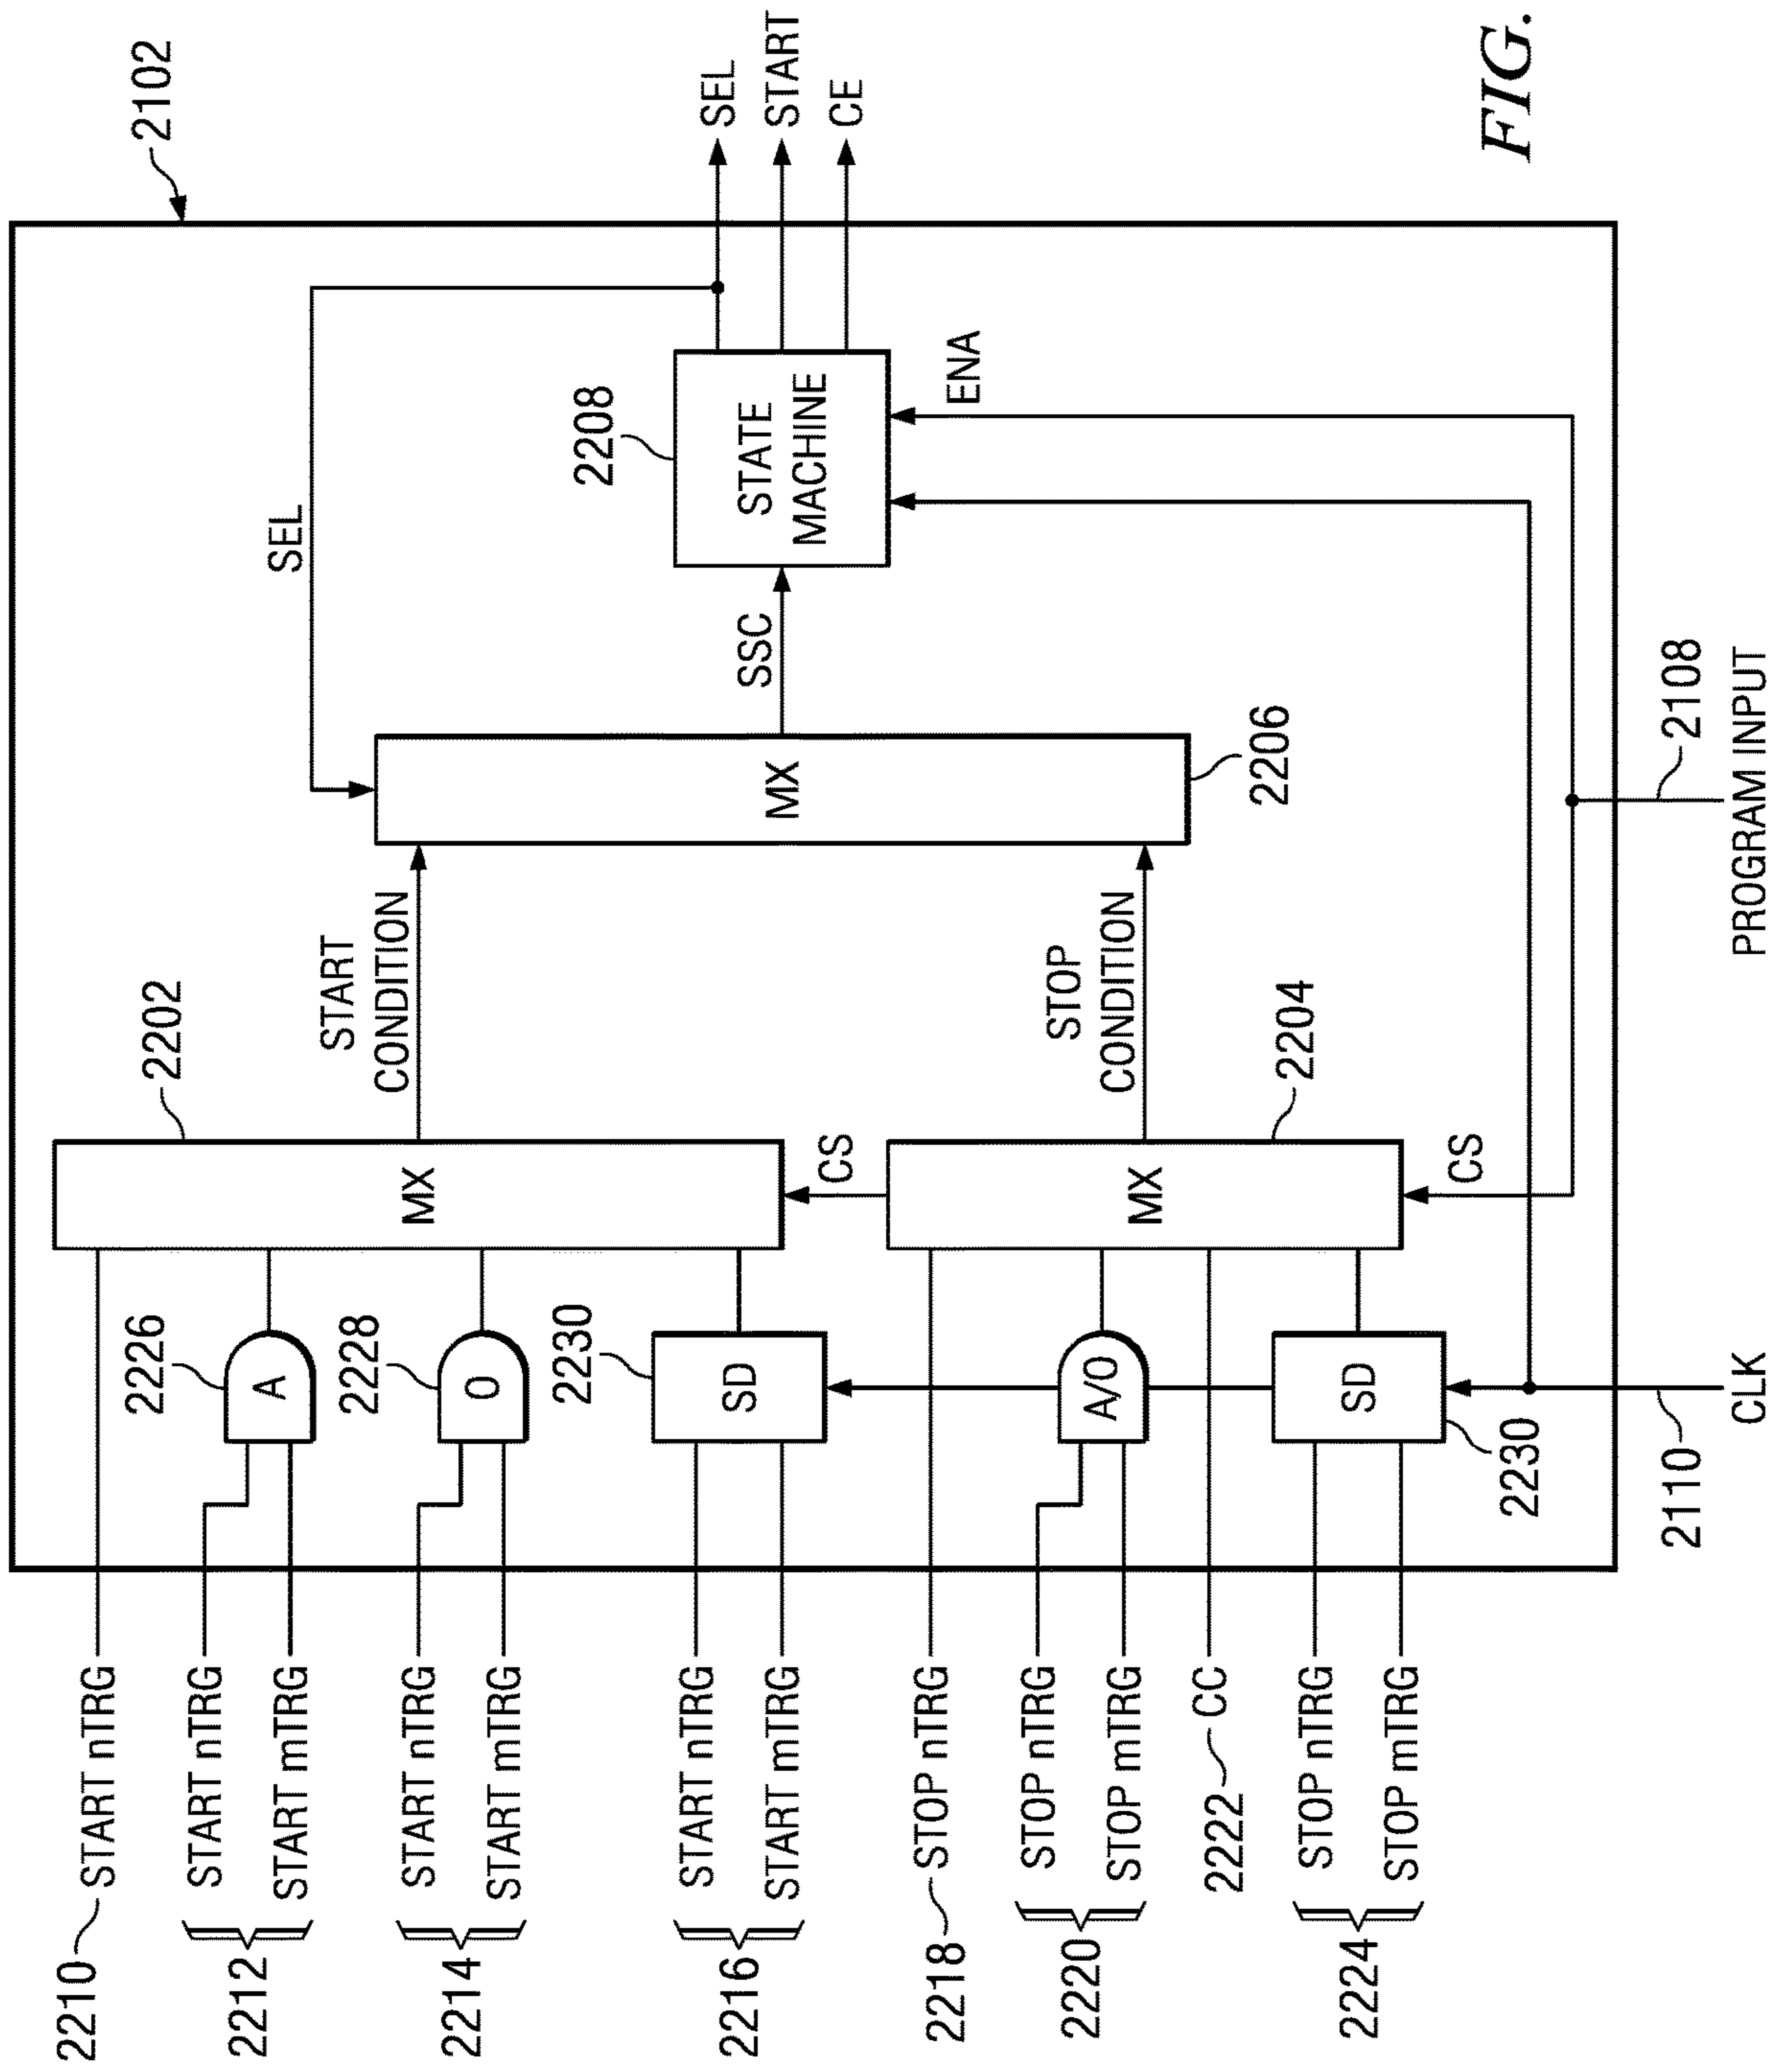 2102
SEL
START
CE
SEL
2208
STATE
MACHINE
ENA
SSC
MX
2206
START
CONDITION
STOP
CONDITION
2202
MX
CS
2204
MX
CS
2226
A
2228
O
2230
SD
A/O
SD
2230
2210 START nTRG
START nTRG
START mTRG
2212
START nTRG
START mTRG
2214
START nTRG
START mTRG
2216
2218 STOP nTRG
STOP nTRG
STOP mTRG
2220
2222 CC
STOP nTRG
STOP mTRG
2224
2110
CLK
2108
PROGRAM INPUT
FIG.